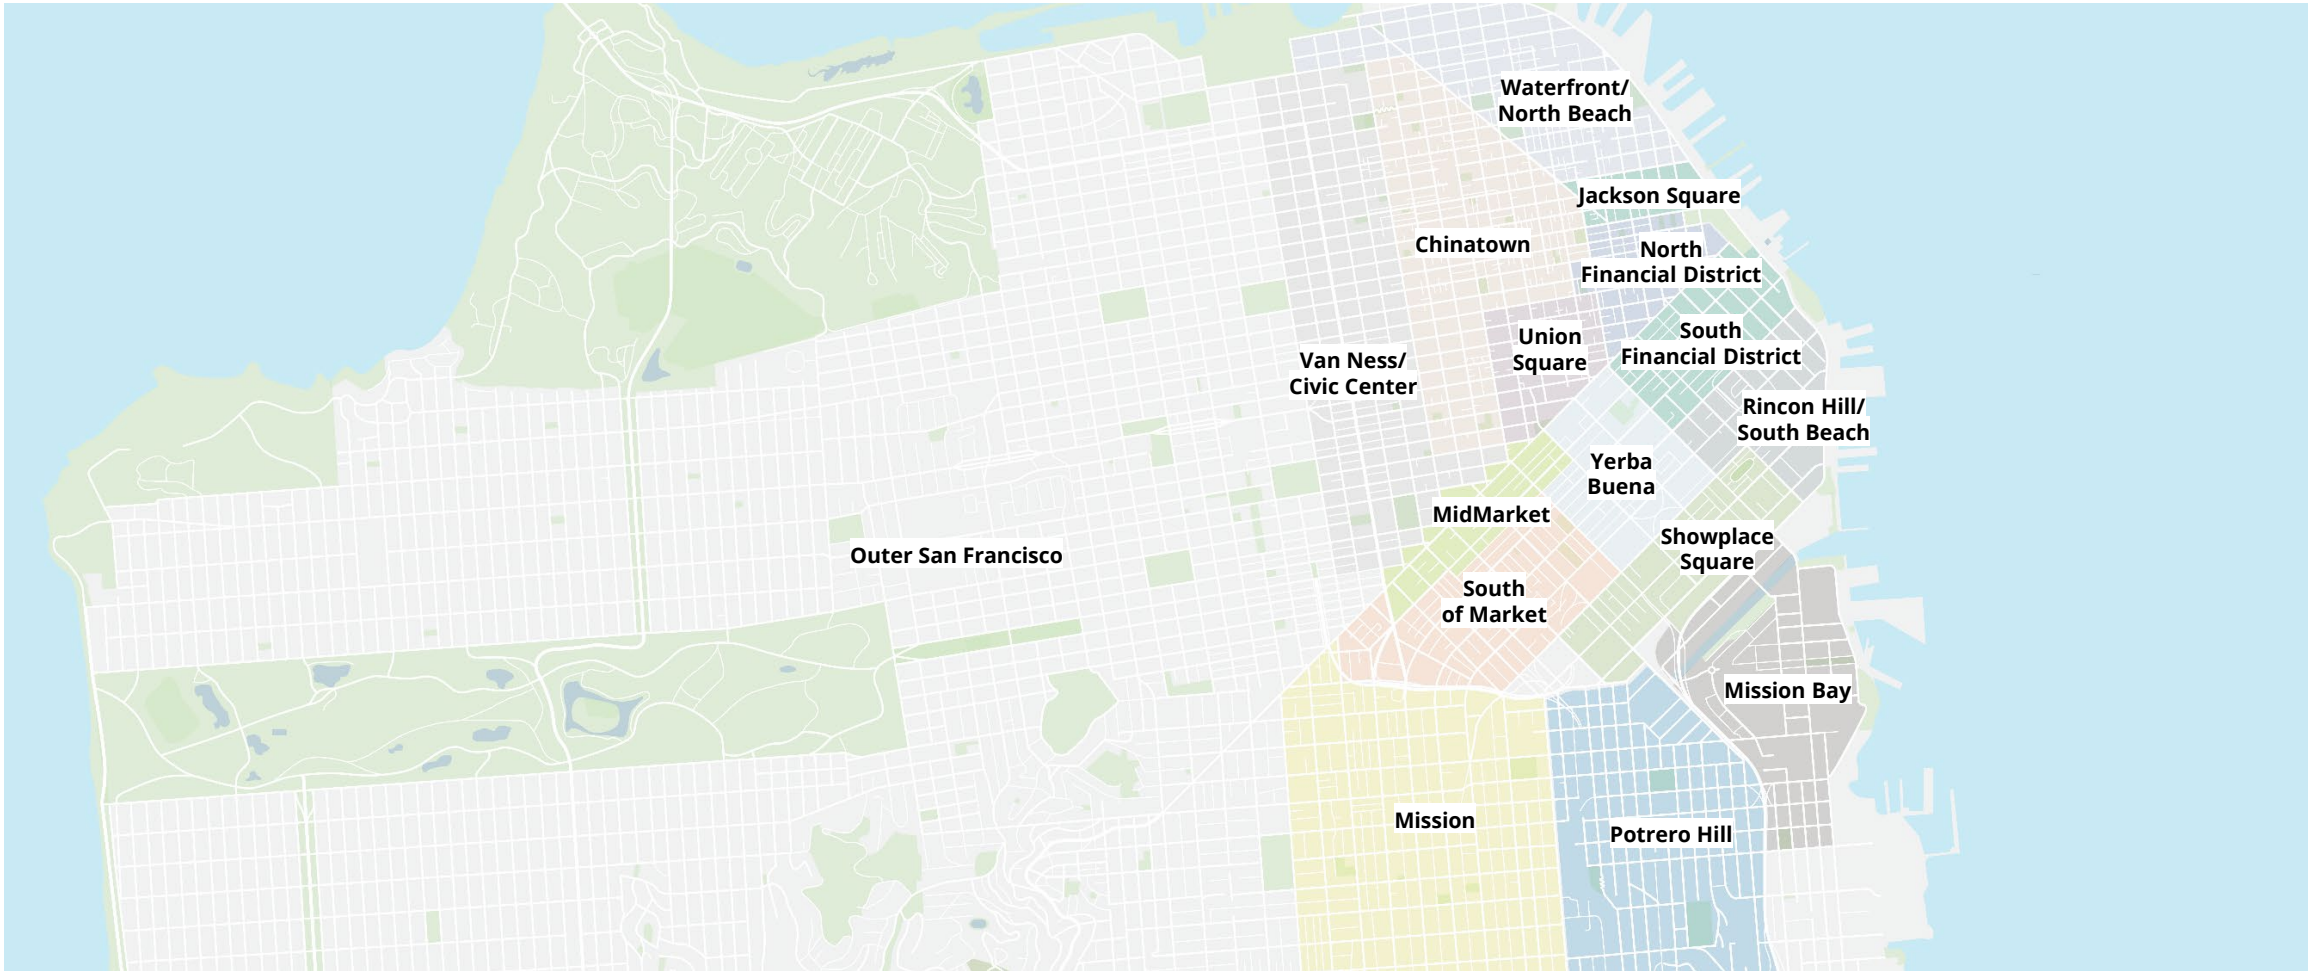 Waterfront/
North Beach
Jackson Square
Chinatown
North
Financial District
South
Financial District
Union
Square
Van Ness/
Civic Center
Rincon Hill/
South Beach
Yerba
Buena
MidMarket
Showplace
Square
Outer San Francisco
South
of Market
Mission Bay
Mission
Potrero Hill